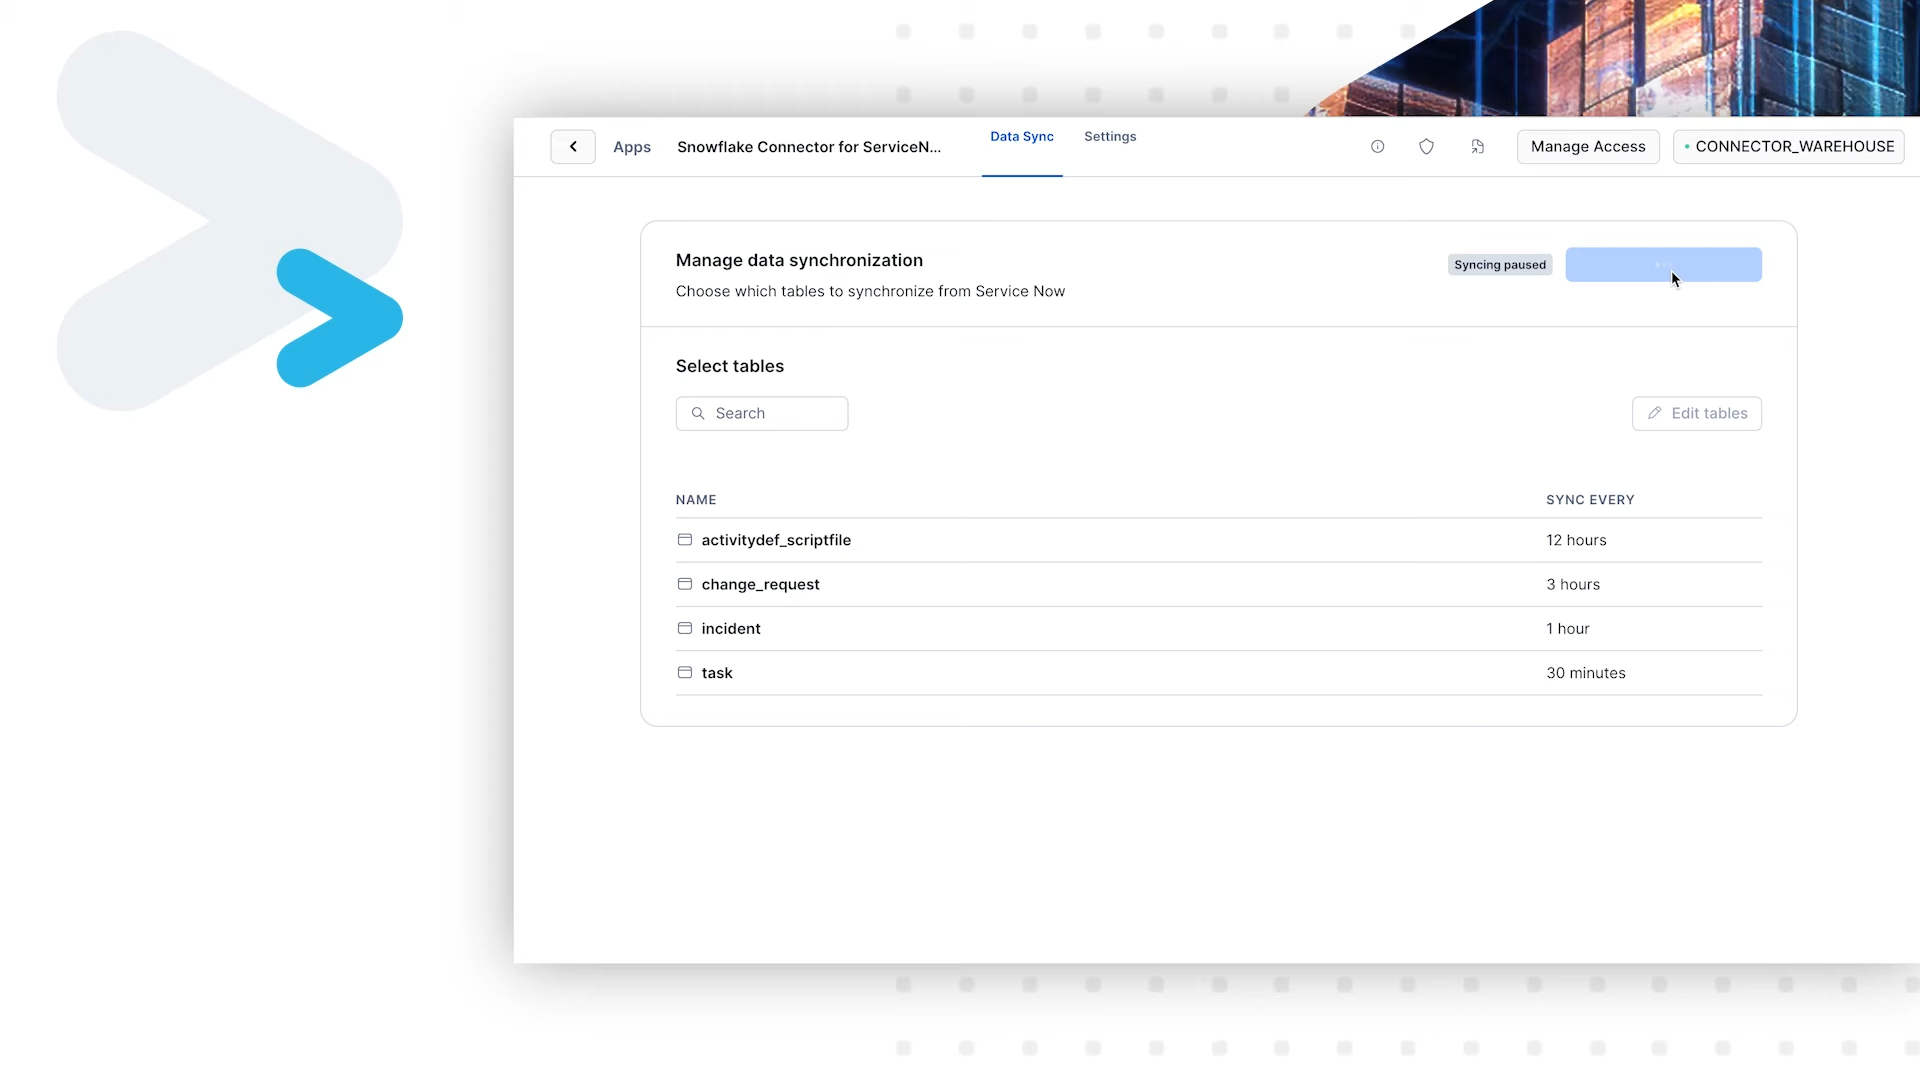 Apps
Snowflake Connector for ServiceN...
Data Sync
Settings
Manage Access
CONNECTOR_WAREHOUSE
Manage data synchronization
Syncing paused
Choose which tables to synchronize from Service Now
Select tables
Search
Edit tables
NAME
SYNC EVERY
activitydef_scriptfile
12 hours
change_request
3 hours
incident
1 hour
task
30 minutes